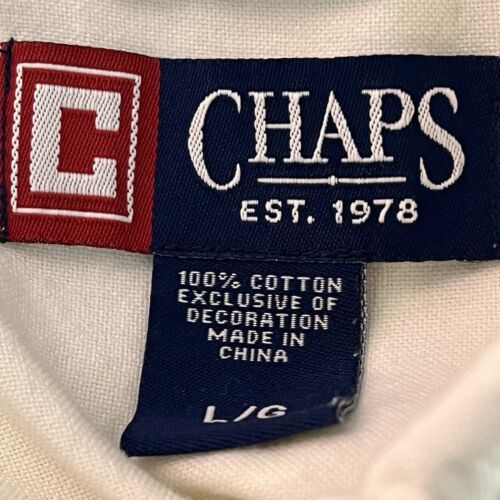 C
CHAPS
EST. 1978
100% COTTON
EXCLUSIVE OF
DECORATION
MADE IN
CHINA
L/G